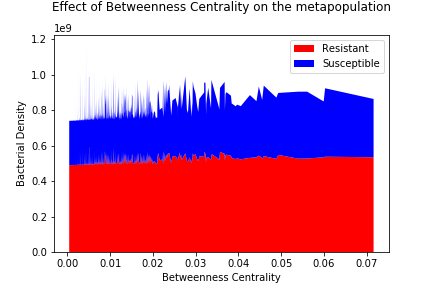 Effect of Betweenness Centrality on the metapopulation
1e9
Resistant
Susceptible
1.2
1.0
0.8
0.6
0.4
0.2
0.0
Bacterial Density
0.00 0.01 0.02 0.03 0.04 0.05 0.06 0.07
Betweenness Centrality